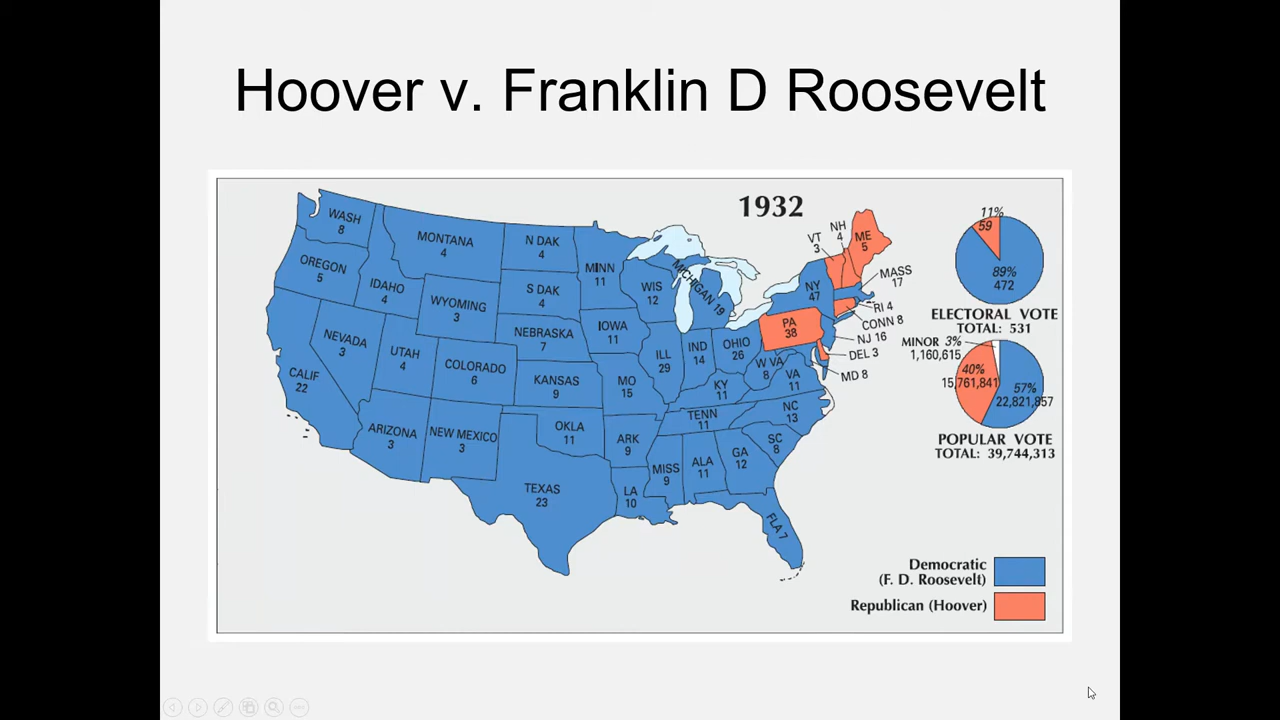 Hoover v. Franklin D Roosevelt
1932
WASH
8
OREGON
5
CALIF
22
NEVADA
3
IDAHO
4
MONTANA
4
WYOMING
3
UTAH
4
COLORADO
6
ARIZONA
3
NEW MEXICO
3
N DAK
4
S DAK
4
NEBRASKA
7
KANSAS
9
OKLA
11
TEXAS
23
MINN
11
IOWA
11
MO
15
ARK
9
LA
10
WIS
12
ILL
29
MICHIGAN 19
IND
14
OHIO
26
KY
11
TENN
11
MISS
9
ALA
11
GA
12
FLA 7
SC
8
NC
13
VA
11
W VA
8
PA
38
NY
47
VT
3
NH
4
ME
5
MASS
17
RI 4
CONN 8
NJ 16
DEL 3
MD 8
11%
59
89%
472
ELECTORAL VOTE
TOTAL: 531
MINOR 3%
1,160,615
40%
15,761,841
57%
22,821,857
POPULAR VOTE
TOTAL: 39,744,313
Democratic
(F. D. Roosevelt)
Republican (Hoover)